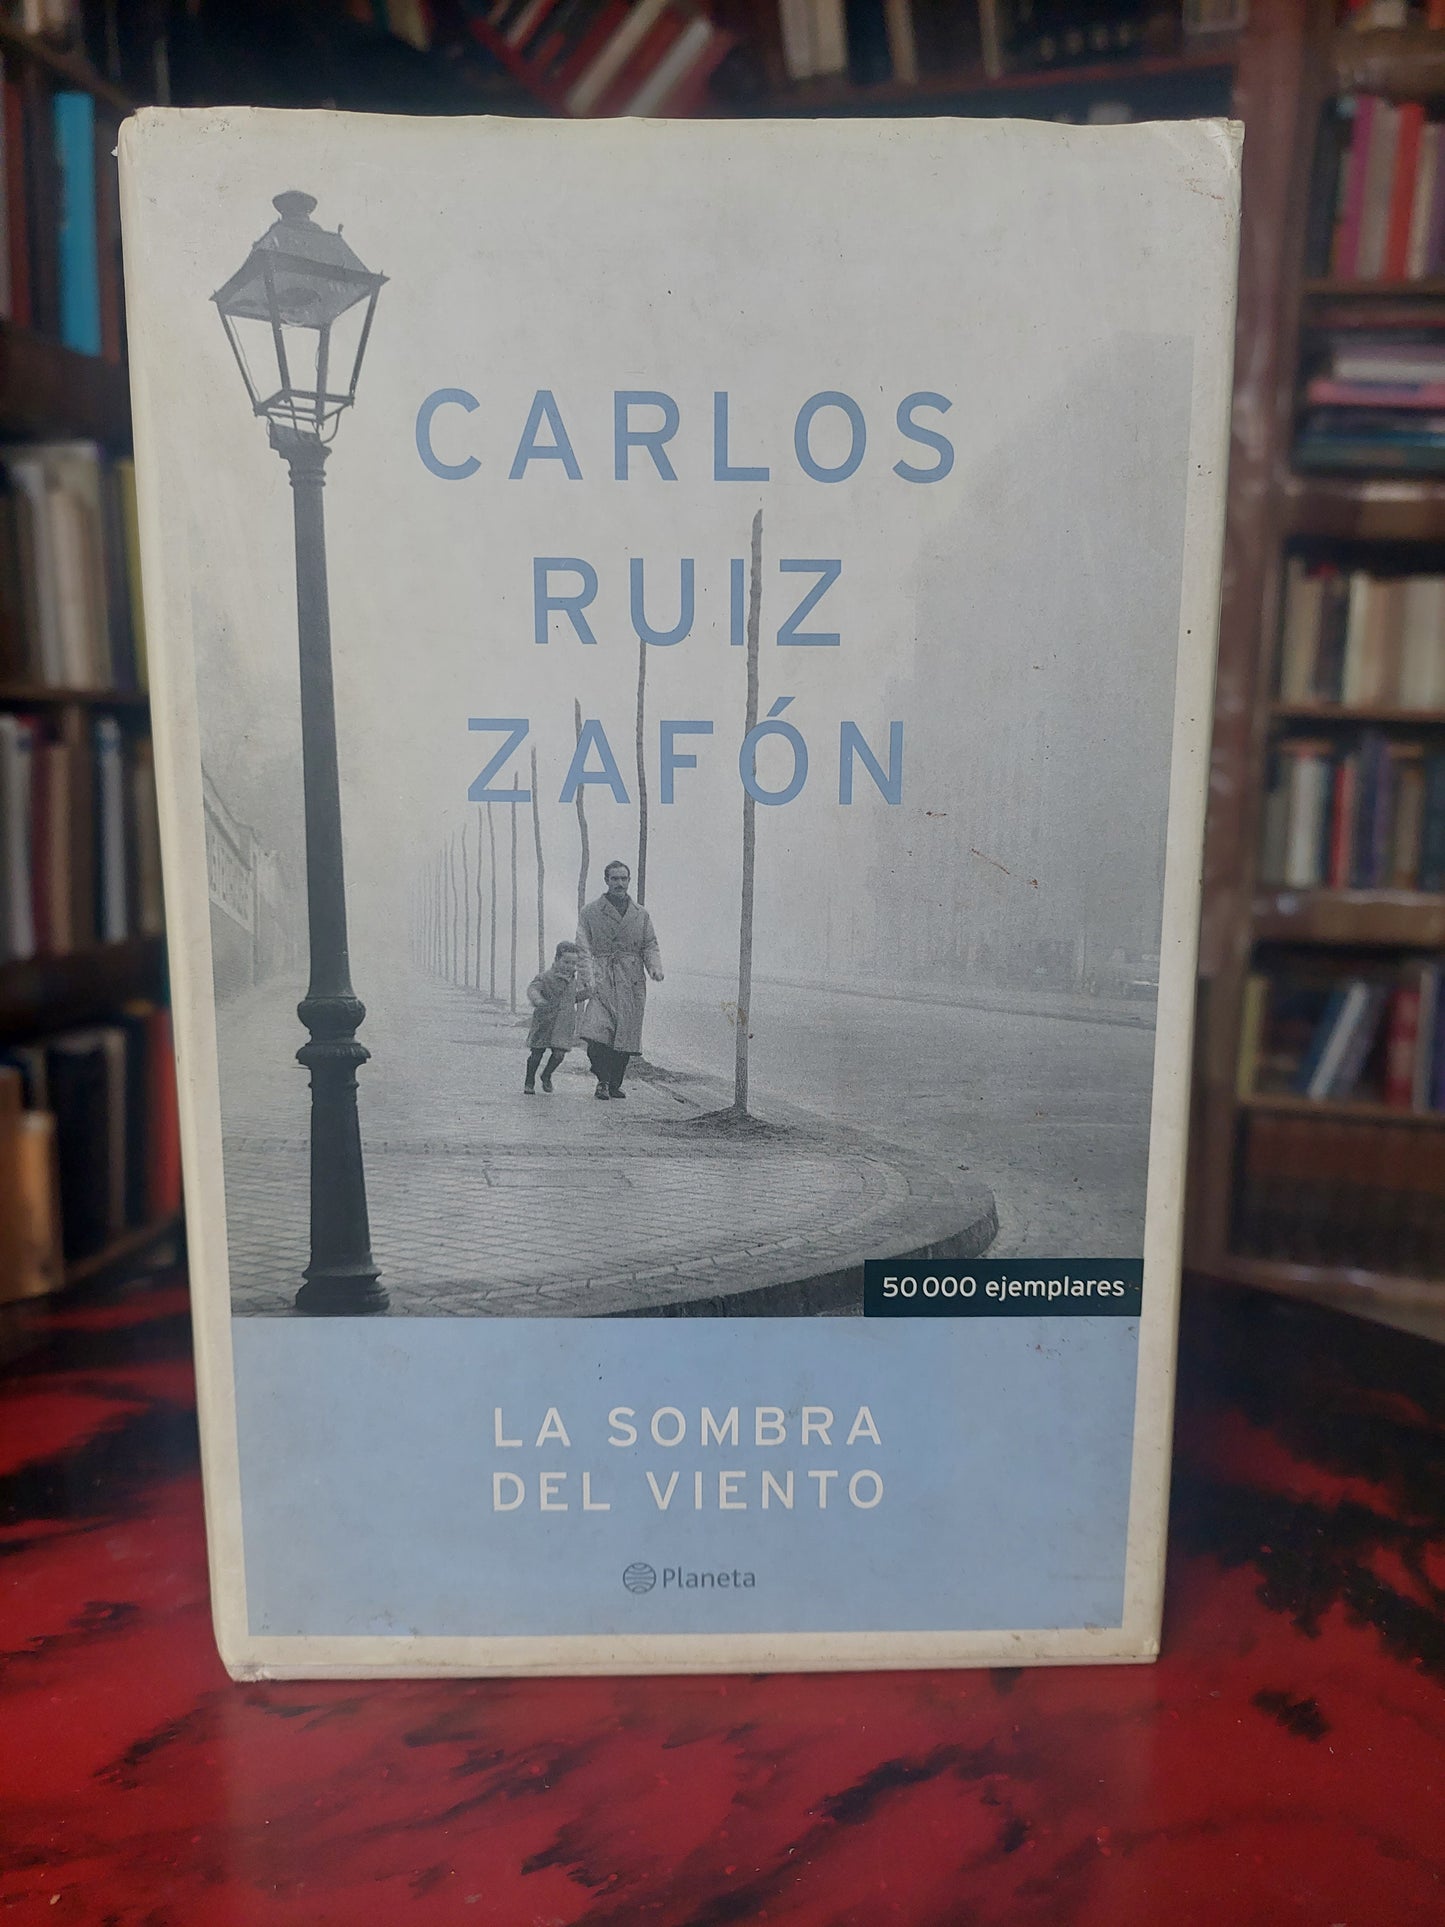 CARLOS
RUIZ
ZAFÓN
50 000 ejemplares
LA SOMBRA
DEL VIENTO
Planeta